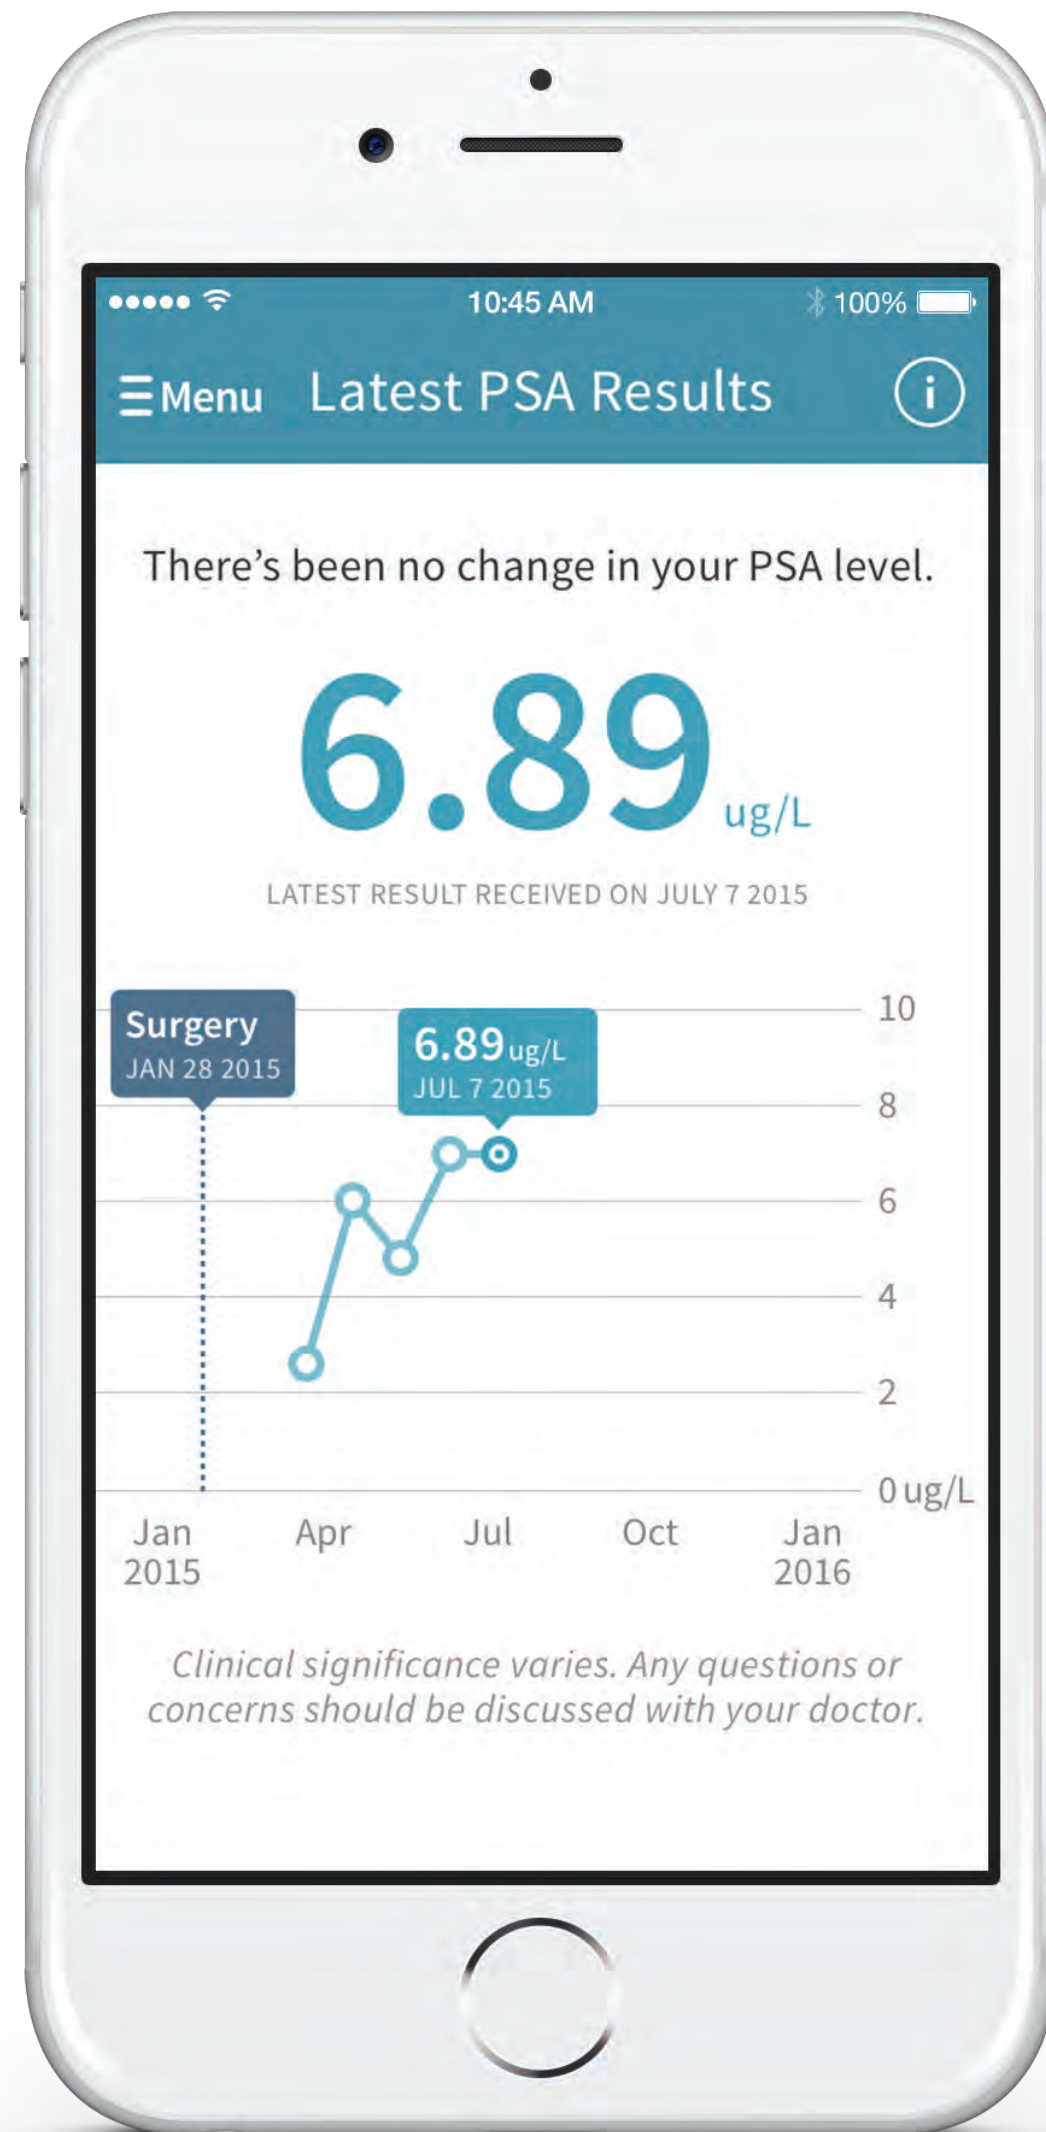 10:45 AM
100%
Menu
Latest PSA Results
i
There's been no change in your PSA level.
6.89 ug/L
LATEST RESULT RECEIVED ON JULY 7 2015
Surgery
JAN 28 2015
6.89 ug/L
JUL 7 2015
10
8
6
4
2
0 ug/L
Jan Apr Jul Oct Jan
2015 2016
Clinical significance varies. Any questions or
concerns should be discussed with your doctor.